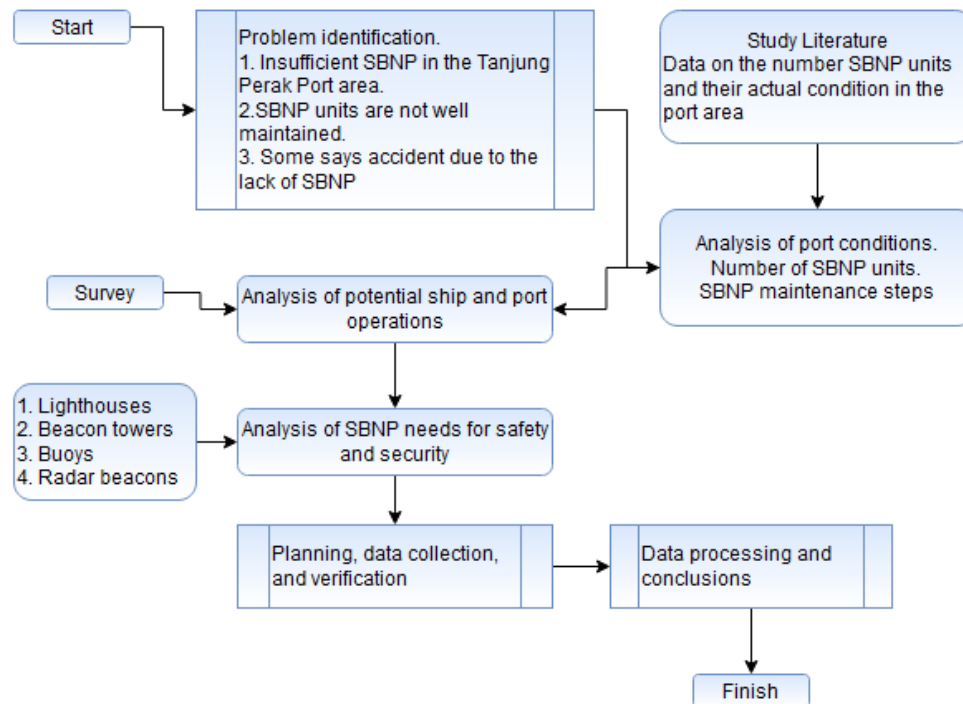 Start
Problem identification.
1. Insufficient SBNP in the Tanjung
Perak Port area.
2.SBNP units are not well
maintained.
3. Some says accident due to the
lack of SBNP
Study Literature
Data on the number SBNP units
and their actual condition in the
port area
Analysis of port conditions.
Number of SBNP units.
SBNP maintenance steps
Survey
Analysis of potential ship and port
operations
1. Lighthouses
2. Beacon towers
3. Buoys
4. Radar beacons
Analysis of SBNP needs for safety
and security
Planning, data collection,
and verification
Data processing and
conclusions
Finish